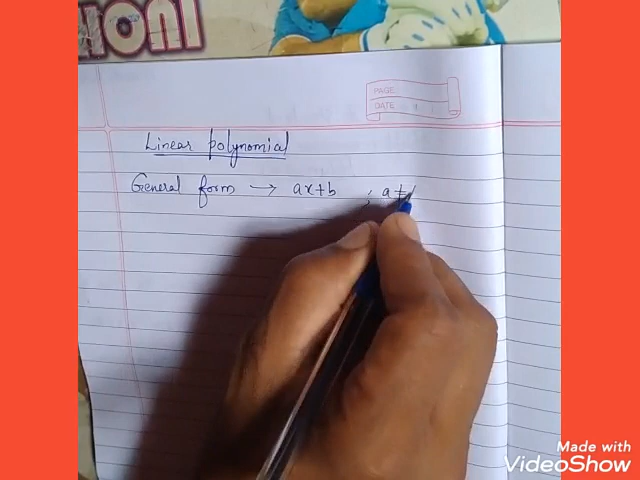 PAGE:
DATE:
Linear polynomial
General form → ax+b ; a≠
Made with
VideoShow